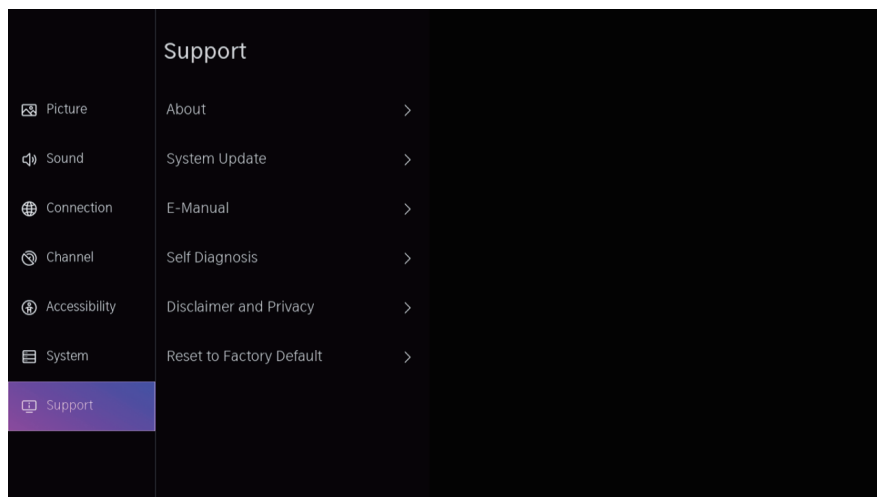 Support
Picture
Sound
Connection
Channel
Accessibility
System
Support
About
System Update
E-Manual
Self Diagnosis
Disclaimer and Privacy
Reset to Factory Default